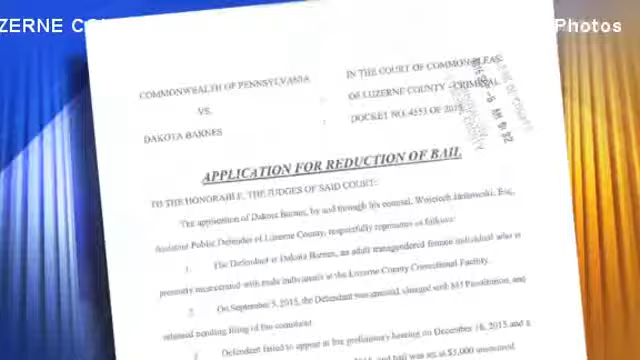 ZERNE CO
Photos
COMMONWEALTH OF PENNSYLVANIA
VS.
DAKOTA BARNES
IN THE COURT OF COMMON PLEAS
OF LUZERNE COUNTY - CRIMINAL
DOCKET NO. 4553 OF 2015
APPLICATION FOR REDUCTION OF BAIL
TO THE HONORABLE, THE JUDGES OF SAID COURT:
The application of Dakota Barnes, by and through his counsel, Wojciech Jankowski, Esq.
Assistant Public Defender of Luzerne County, respectfully represents as follows:
1. The Defendant is Dakota Barnes, an adult transgendered female individual who is
presently incarcerated with male individuals at the Luzerne County Correctional Facility.
2. On September 5, 2015, the Defendant was arrested, charged with M3 Prostitution, and
released pending filing of the complaint.
3. Defendant failed to appear at the preliminary hearing on December 16, 2015 and a
2015, and bail was set at $5,000 unsecured.